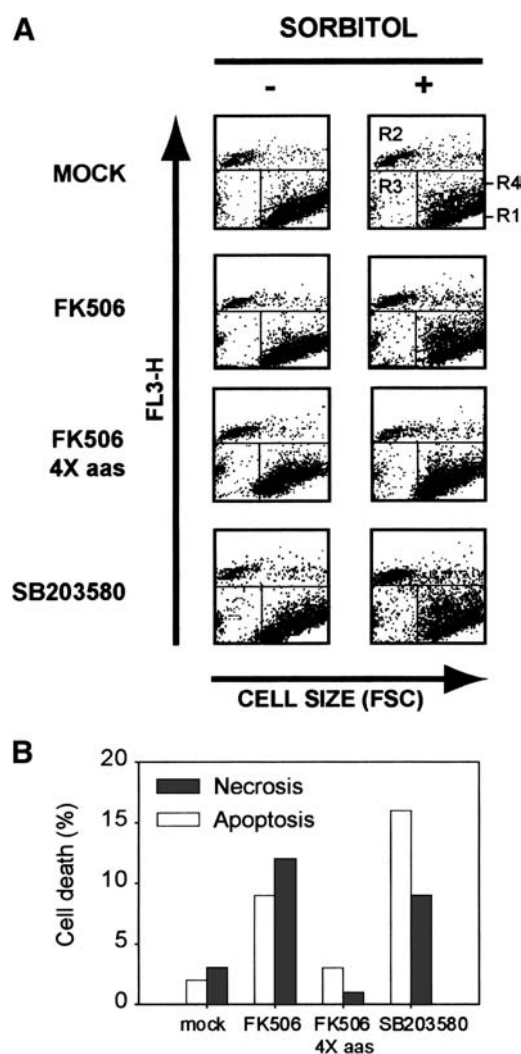 A
SORBITOL
- +
MOCK
R2
R3
R4
R1
FK506
FK506
4X aas
SB203580
FL3-H
CELL SIZE (FSC)
B
20
15
10
5
0
Cell death (%)
Necrosis
Apoptosis
mock FK506 FK506 SB203580
4X aas